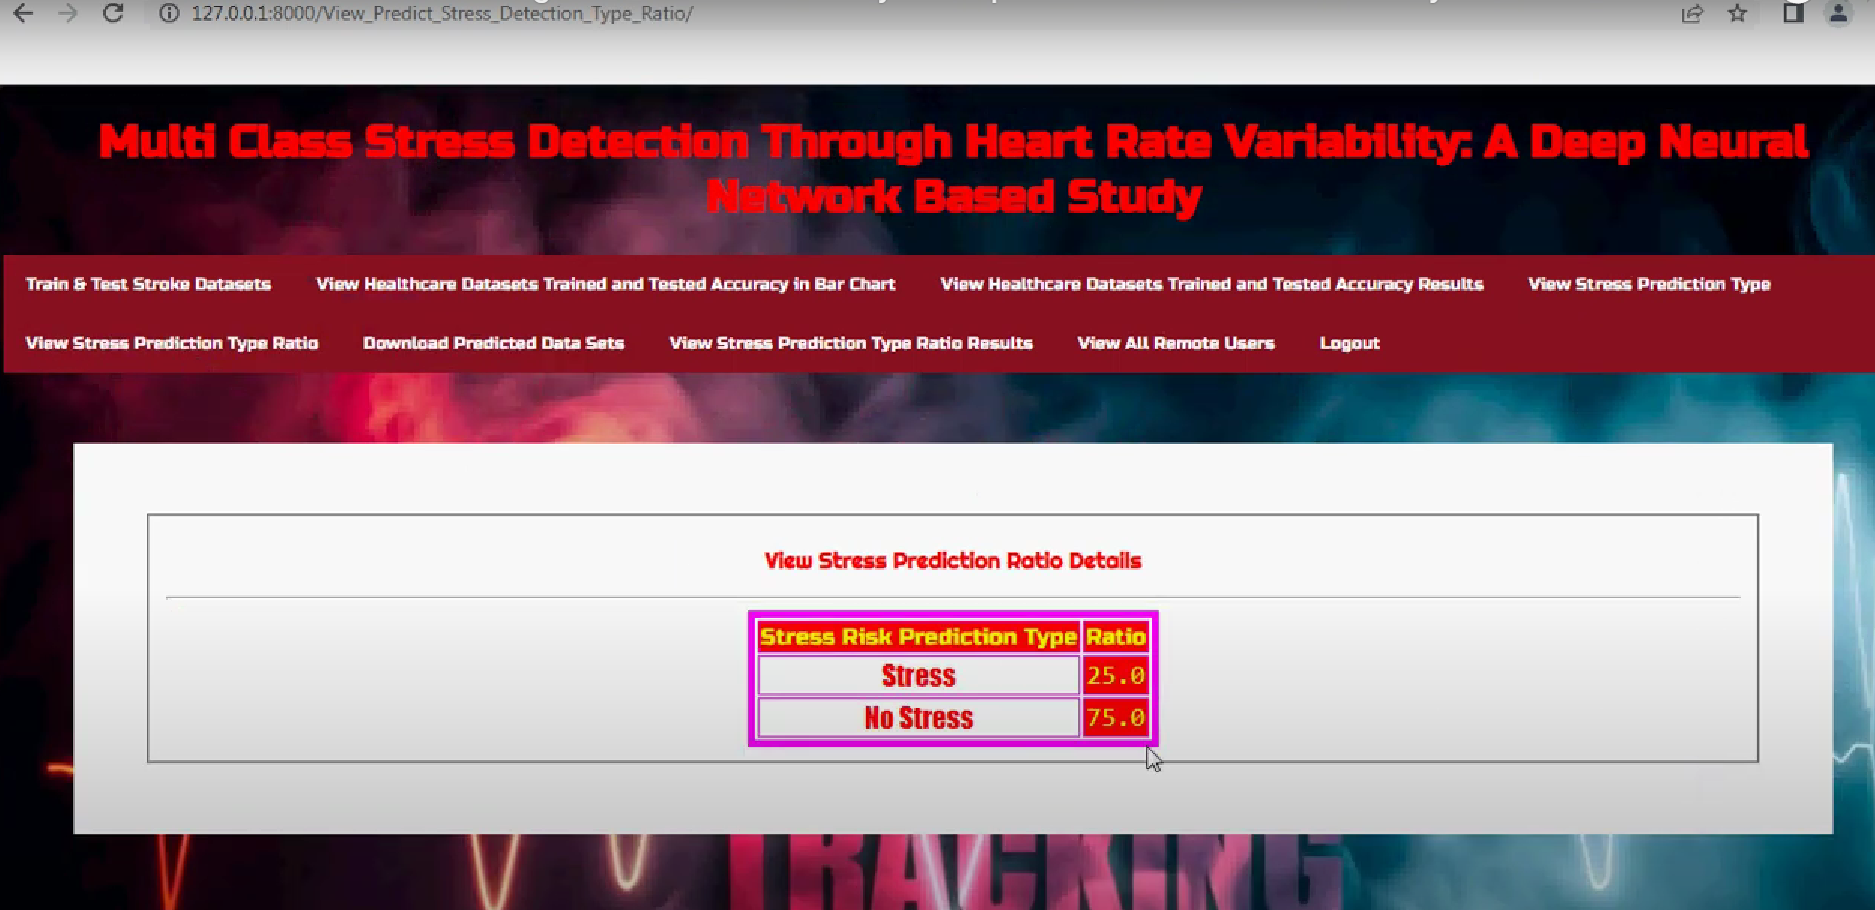 127.0.0.1:8000/View_Predict_Stress_Detection_Type_Ratio/
Multi Class Stress Detection Through Heart Rate Variability: A Deep Neural
Network Based Study
Train & Test Stroke Datasets View Healthcare Datasets Trained and Tested Accuracy in Bar Chart View Healthcare Datasets Trained and Tested Accuracy Results View Stress Prediction Type
View Stress Prediction Type Ratio Download Predicted Data Sets View Stress Prediction Type Ratio Results View All Remote Users Logout
View Stress Prediction Ratio Details
Stress Risk Prediction Type Ratio
Stress 25.0
No Stress 75.0
TRACKING